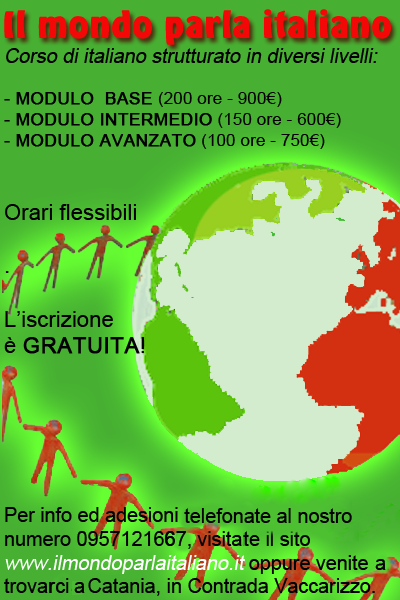 Il mondo parla italiano
Corso di italiano strutturato in diversi livelli:
- MODULO BASE (200 ore - 900€)
- MODULO INTERMEDIO (150 ore - 600€)
- MODULO AVANZATO (100 ore - 750€)
Orari flessibili
.
L'iscrizione
è GRATUITA!
Per info ed adesioni telefonate al nostro
numero 0957121667, visitate il sito
www.ilmondoparlaitaliano.it oppure venite a
trovarci a Catania, in Contrada Vaccarizzo.